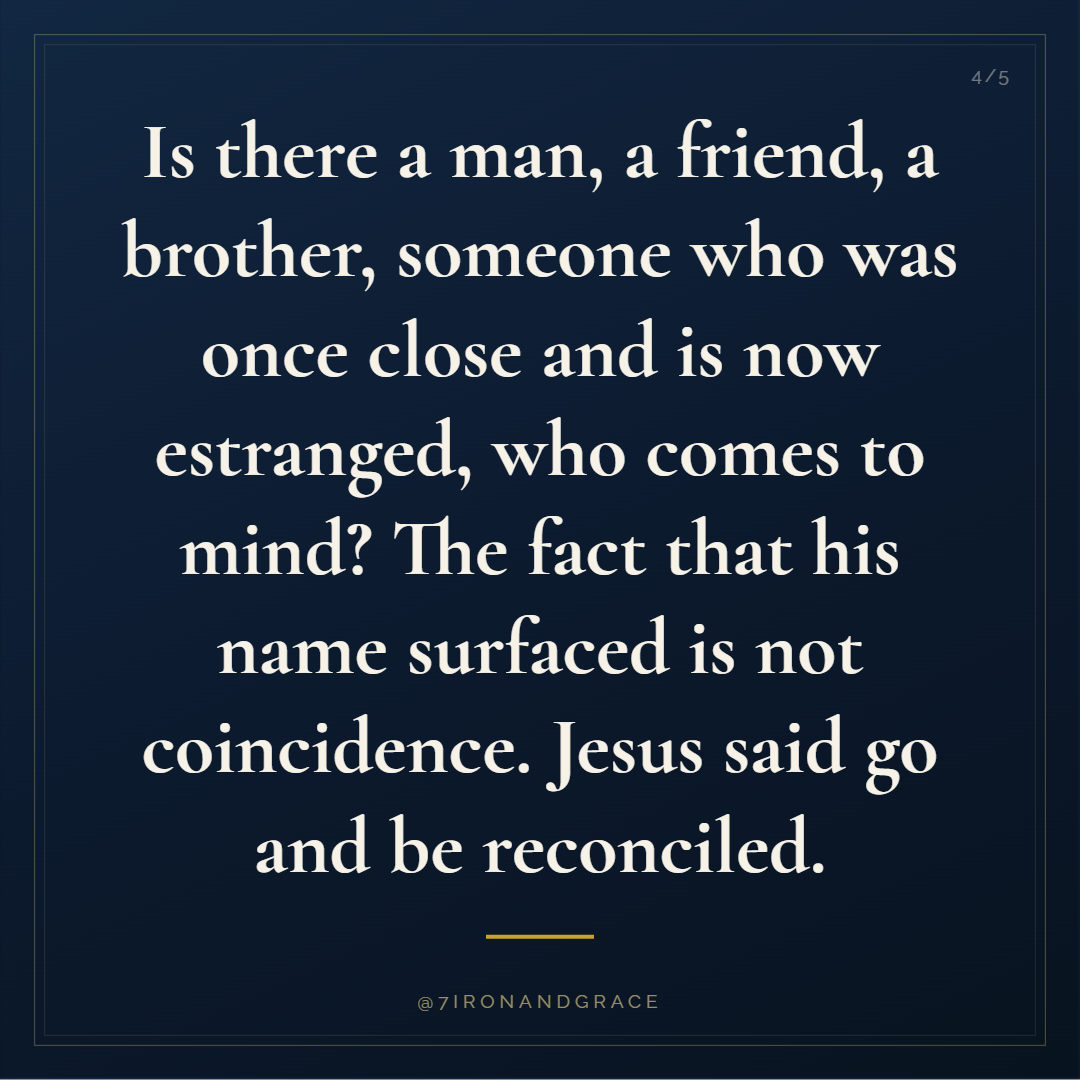 4/5
Is there a man, a friend, a
brother, someone who was
once close and is now
estranged, who comes to
mind? The fact that his
name surfaced is not
coincidence. Jesus said go
and be reconciled.
@7IRONANDGRACE